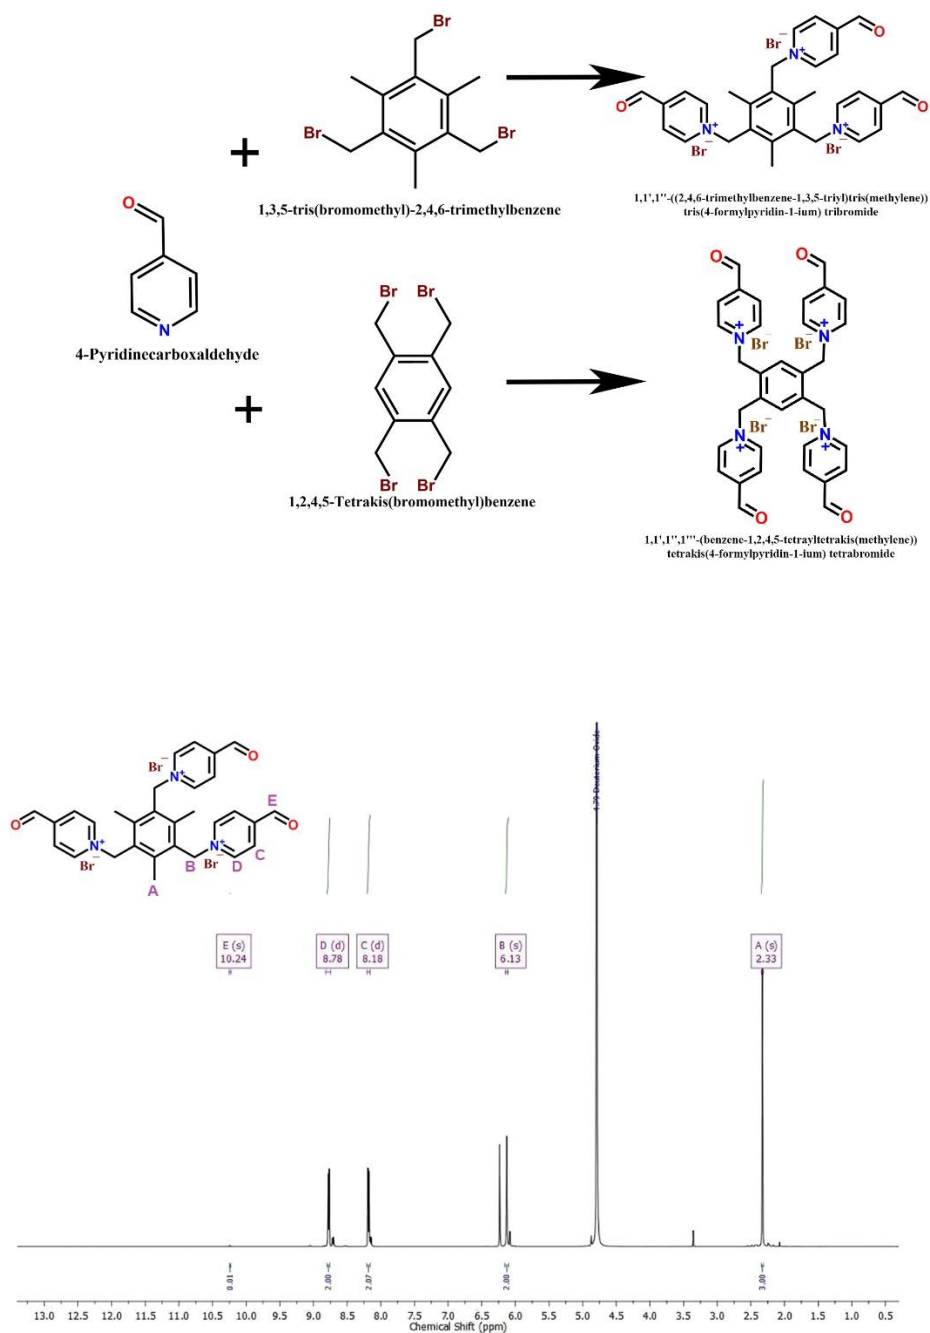 Br
Br
Br
+
1,3,5-tris(bromomethyl)-2,4,6-trimethylbenzene
O
N
4-Pyridinecarboxaldehyde
O
Br⁻
N⁺
O
O
N⁺
Br⁻
N⁺
Br⁻
1,1',1''-((2,4,6-trimethylbenzene-1,3,5-triyl)tris(methylene))
tris(4-formylpyridin-1-ium) tribromide
+
Br
Br
Br
Br
1,2,4,5-Tetrakis(bromomethyl)benzene
O
O
N⁺
N⁺
Br⁻
Br⁻
Br⁻
Br⁻
N⁺
N⁺
O
O
1,1',1'',1'''-(benzene-1,2,4,5-tetrayltetrakis(methylene))
tetrakis(4-formylpyridin-1-ium) tetrabromide
O
Br⁻
N⁺
E
O
O
N⁺
Br⁻
N⁺
Br⁻
A
B
D
C
4.79 Deuterium Oxide
E (s)
10.24
D (d)
8.78
C (d)
8.18
B (s)
6.13
A (s)
2.33
0.01
2.00
2.07
2.00
3.00
13.0 12.5 12.0 11.5 11.0 10.5 10.0 9.5 9.0 8.5 8.0 7.5 7.0 6.5 6.0 5.5 5.0 4.5 4.0 3.5 3.0 2.5 2.0 1.5 1.0 0.5
Chemical Shift (ppm)